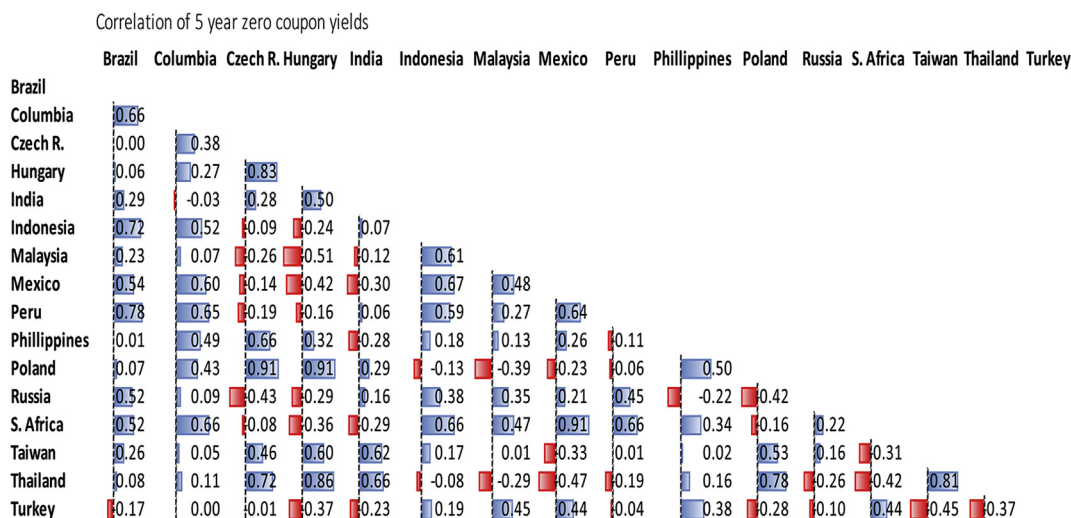 Correlation of 5 year zero coupon yields
Brazil Columbia Czech R. Hungary India Indonesia Malaysia Mexico Peru Phillippines Poland Russia S. Africa Taiwan Thailand Turkey
Brazil
Columbia 0.66
Czech R. 0.00 0.38
Hungary 0.06 0.27 0.83
India 0.29 -0.03 0.28 0.50
Indonesia 0.72 0.52 -0.09 -0.24 0.07
Malaysia 0.23 0.07 -0.26 -0.51 -0.12 0.61
Mexico 0.54 0.60 -0.14 -0.42 -0.30 0.67 0.48
Peru 0.78 0.65 -0.19 -0.16 0.06 0.59 0.27 0.64
Phillippines 0.01 0.49 0.66 0.32 -0.28 0.18 0.13 0.26 -0.11
Poland 0.07 0.43 0.91 0.91 0.29 -0.13 -0.39 -0.23 -0.06 0.50
Russia 0.52 0.09 -0.43 -0.29 0.16 0.38 0.35 0.21 0.45 -0.22 -0.42
S. Africa 0.52 0.66 -0.08 -0.36 -0.29 0.66 0.47 0.91 0.66 0.34 -0.16 0.22
Taiwan 0.26 0.05 0.46 0.60 0.62 0.17 0.01 -0.33 0.01 0.02 0.53 0.16 -0.31
Thailand 0.08 0.11 0.72 0.86 0.66 -0.08 -0.29 -0.47 -0.19 0.16 0.78 -0.26 -0.42 0.81
Turkey -0.17 0.00 0.01 -0.37 -0.23 0.19 0.45 0.44 -0.04 0.38 -0.28 -0.10 0.44 -0.45 -0.37